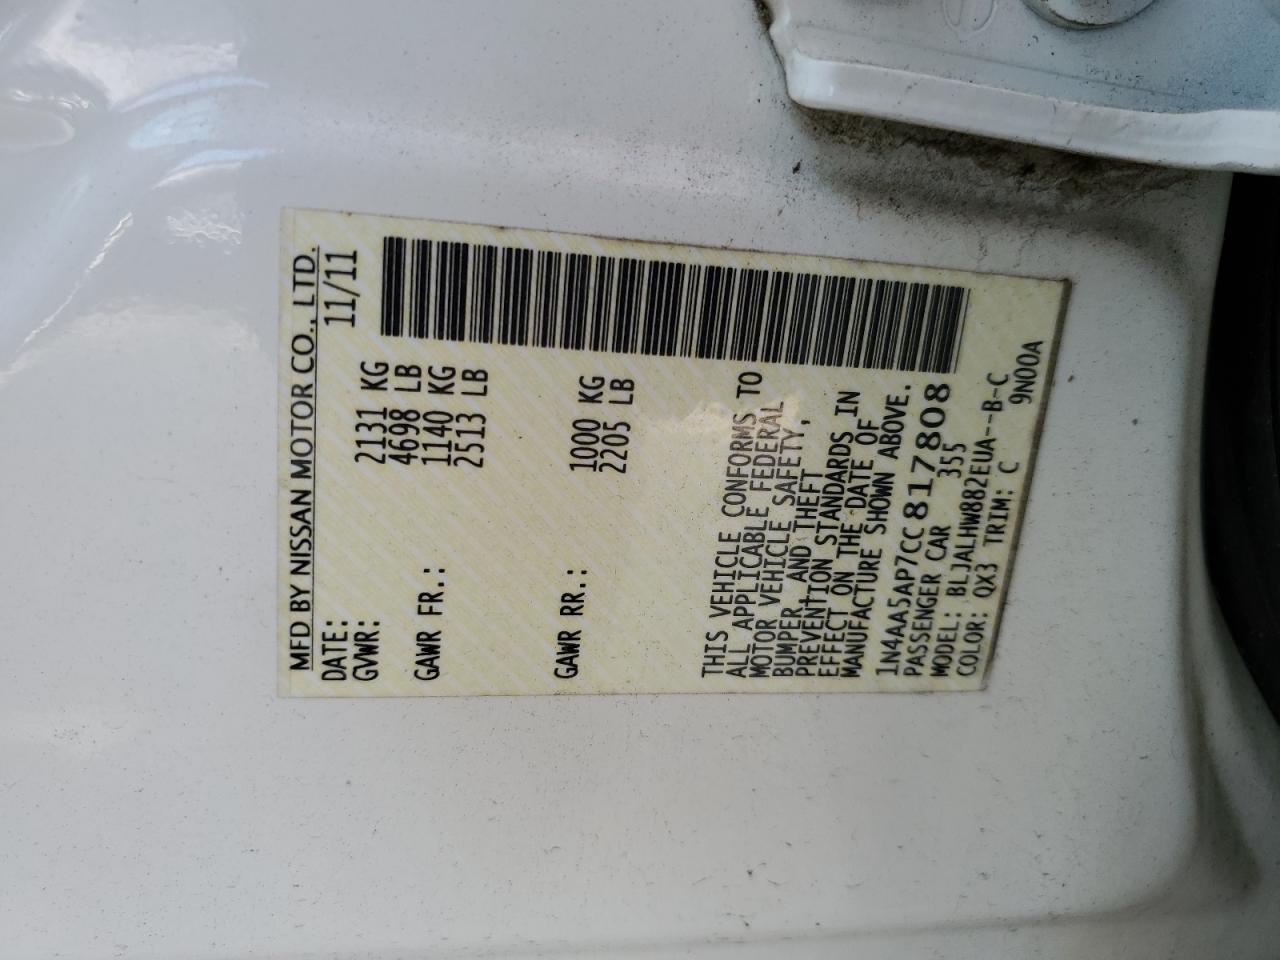 MFD BY NISSAN MOTOR CO., LTD.
DATE: 11/11
GVWR: 2131 KG
4698 LB
GAWR FR.: 1140 KG
2513 LB
GAWR RR.: 1000 KG
2205 LB
THIS VEHICLE CONFORMS TO
ALL APPLICABLE FEDERAL
MOTOR VEHICLE SAFETY,
BUMPER, AND THEFT
PREVENTION STANDARDS IN
EFFECT ON THE DATE OF
MANUFACTURE SHOWN ABOVE.
1N4AA5AP7CC817808
PASSENGER CAR 355
MODEL: BLJALHW882EUA--B-C
COLOR: QX3 TRIM: C 9N00A